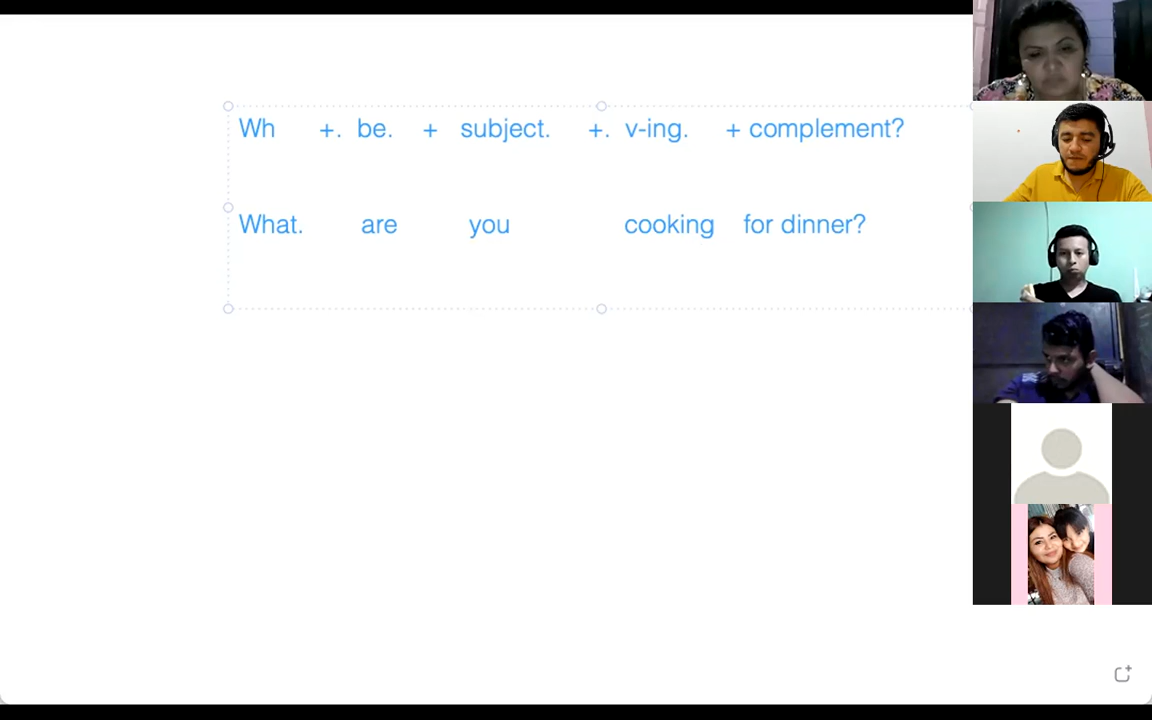 Wh +. be. + subject. +. v-ing. + complement?
What. are you cooking for dinner?